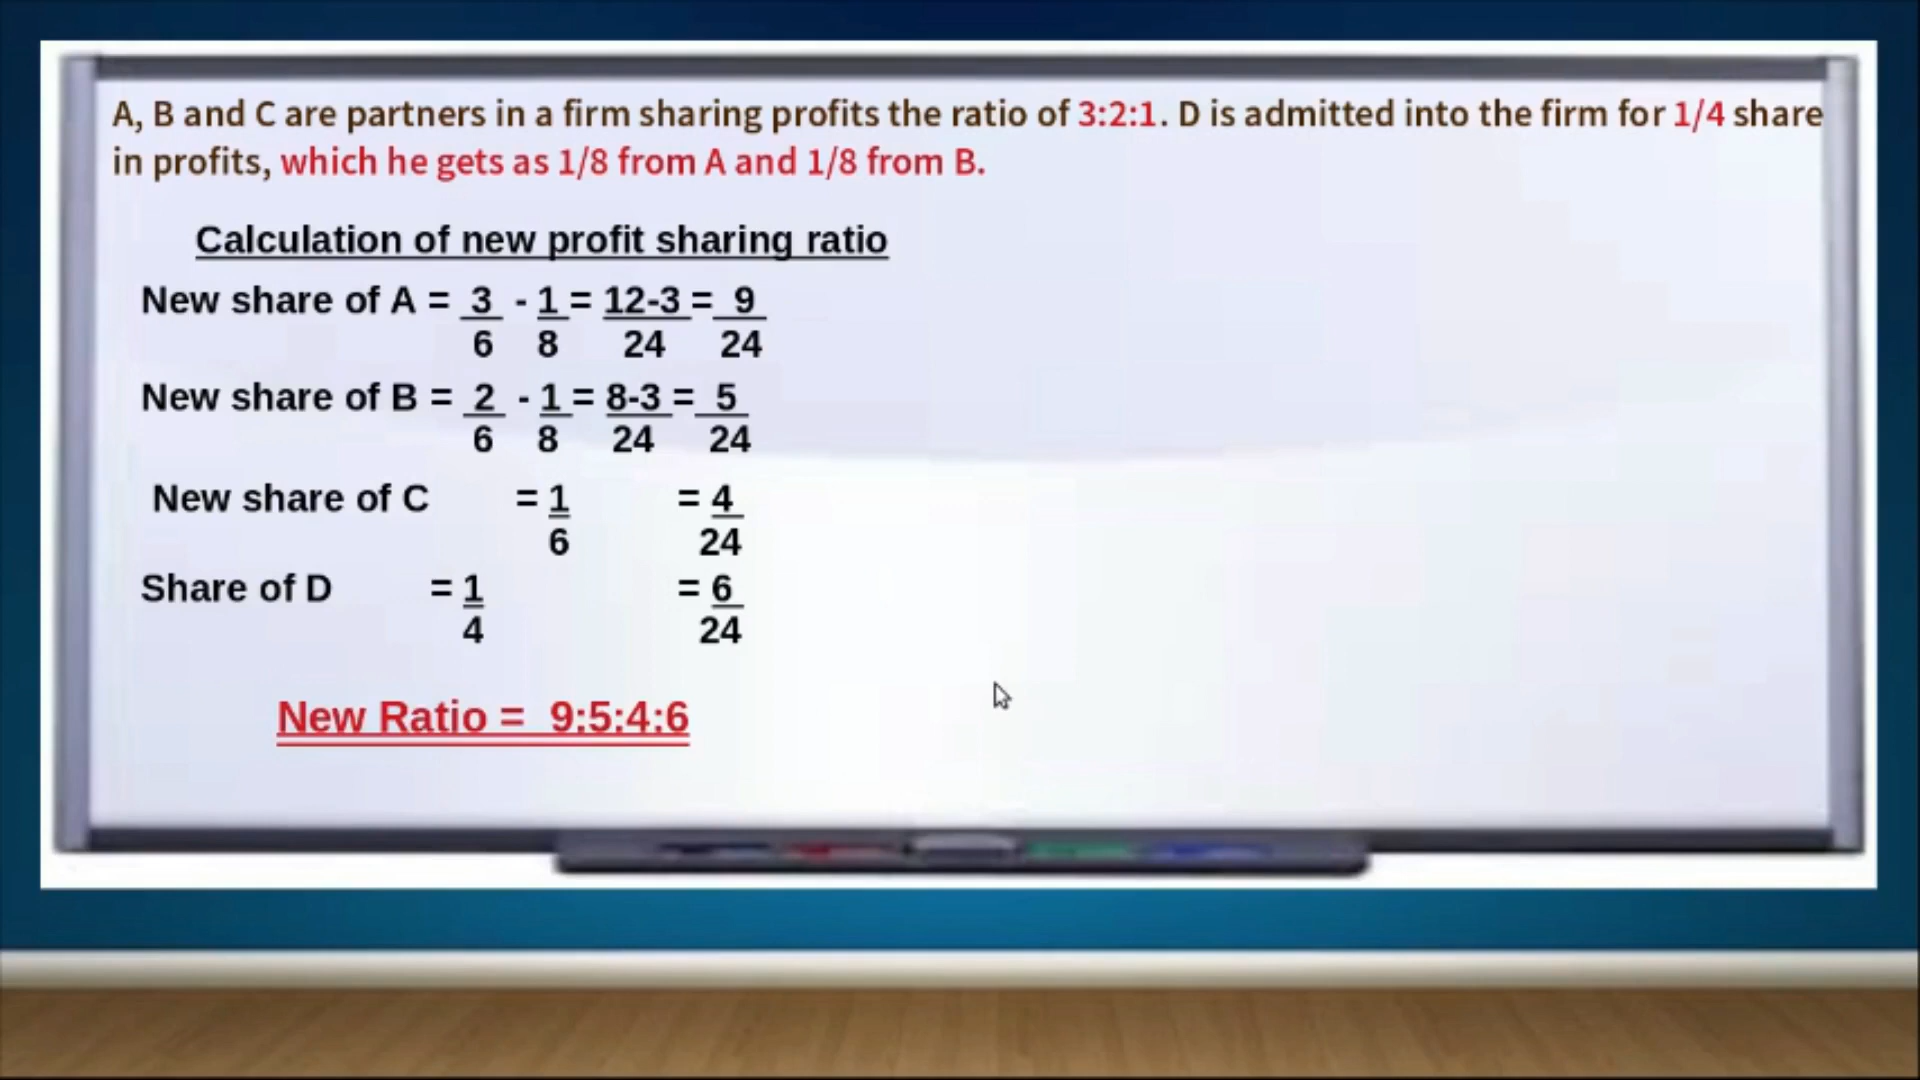 A, B and C are partners in a firm sharing profits the ratio of 3:2:1. D is admitted into the firm for 1/4 share
in profits, which he gets as 1/8 from A and 1/8 from B.
Calculation of new profit sharing ratio
New share of A = 3 - 1 = 12-3 = 9
6 8 24 24
New share of B = 2 - 1 = 8-3 = 5
6 8 24 24
New share of C = 1 = 4
6 24
Share of D = 1 = 6
4 24
New Ratio = 9:5:4:6